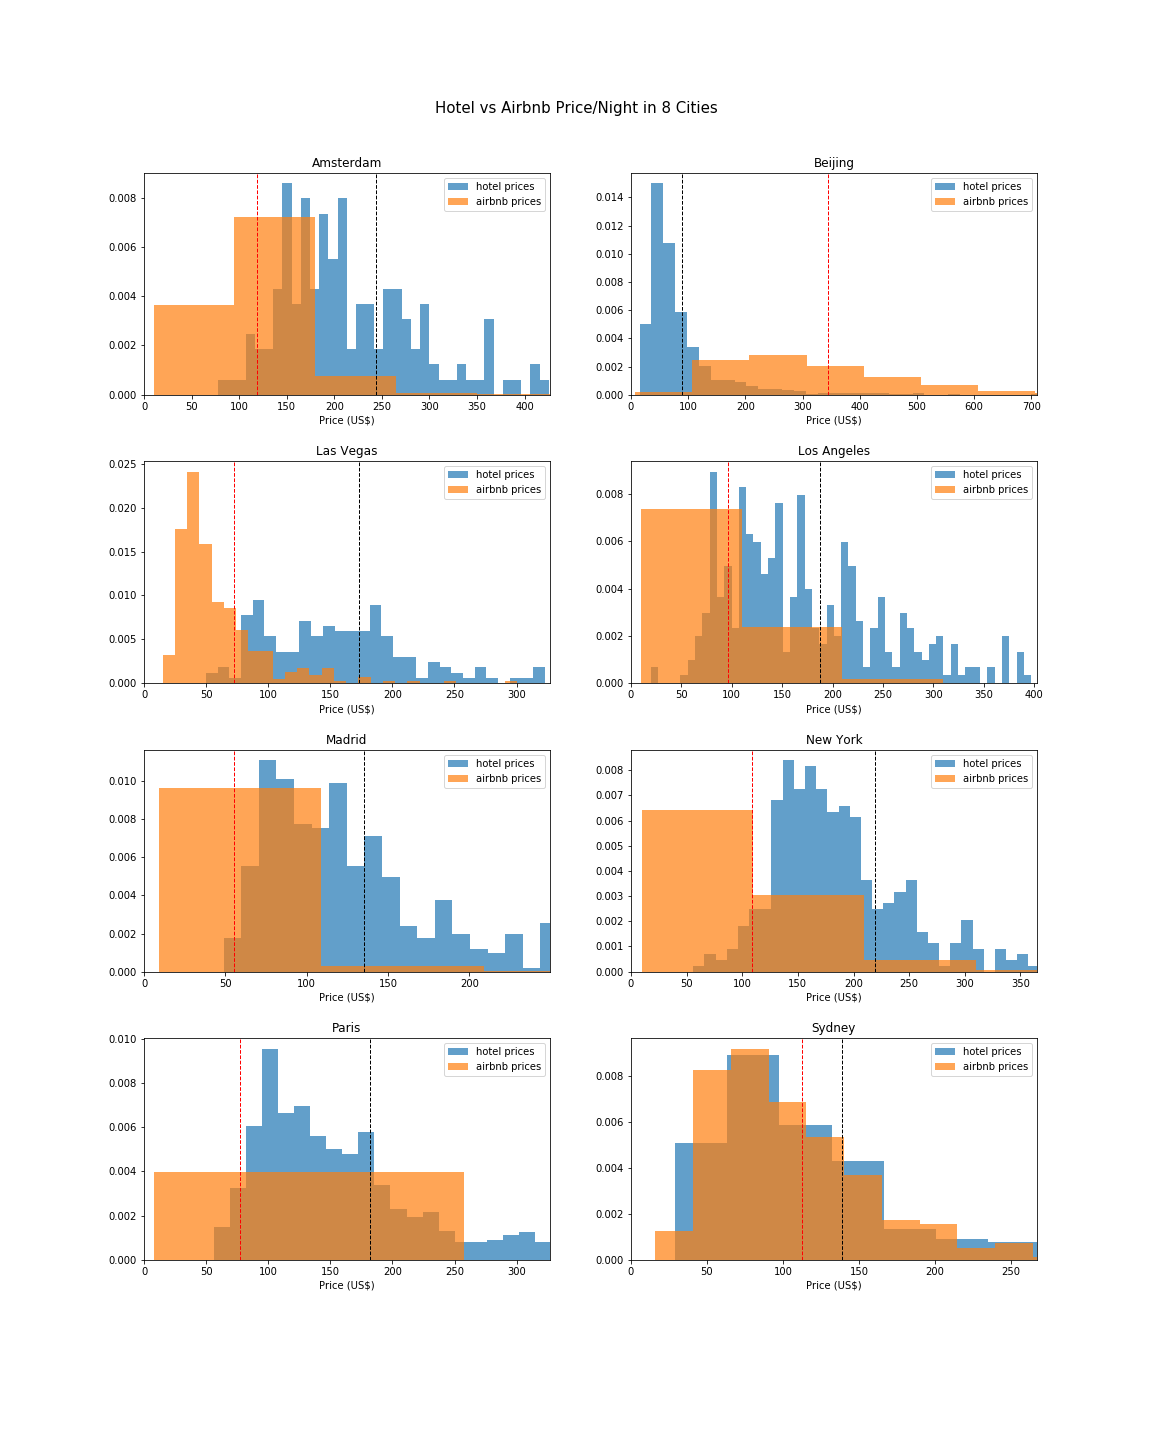 Hotel vs Airbnb Price/Night in 8 Cities
Amsterdam
hotel prices
airbnb prices
0.008
0.006
0.004
0.002
0.000
0 50 100 150 200 250 300 350 400
Price (US$)
Beijing
hotel prices
airbnb prices
0.014
0.012
0.010
0.008
0.006
0.004
0.002
0.000
0 100 200 300 400 500 600 700
Price (US$)
Las Vegas
hotel prices
airbnb prices
0.025
0.020
0.015
0.010
0.005
0.000
0 50 100 150 200 250 300
Price (US$)
Los Angeles
hotel prices
airbnb prices
0.008
0.006
0.004
0.002
0.000
0 50 100 150 200 250 300 350 400
Price (US$)
Madrid
hotel prices
airbnb prices
0.010
0.008
0.006
0.004
0.002
0.000
0 50 100 150 200
Price (US$)
New York
hotel prices
airbnb prices
0.008
0.007
0.006
0.005
0.004
0.003
0.002
0.001
0.000
0 50 100 150 200 250 300 350
Price (US$)
Paris
hotel prices
airbnb prices
0.010
0.008
0.006
0.004
0.002
0.000
0 50 100 150 200 250 300
Price (US$)
Sydney
hotel prices
airbnb prices
0.008
0.006
0.004
0.002
0.000
0 50 100 150 200 250
Price (US$)